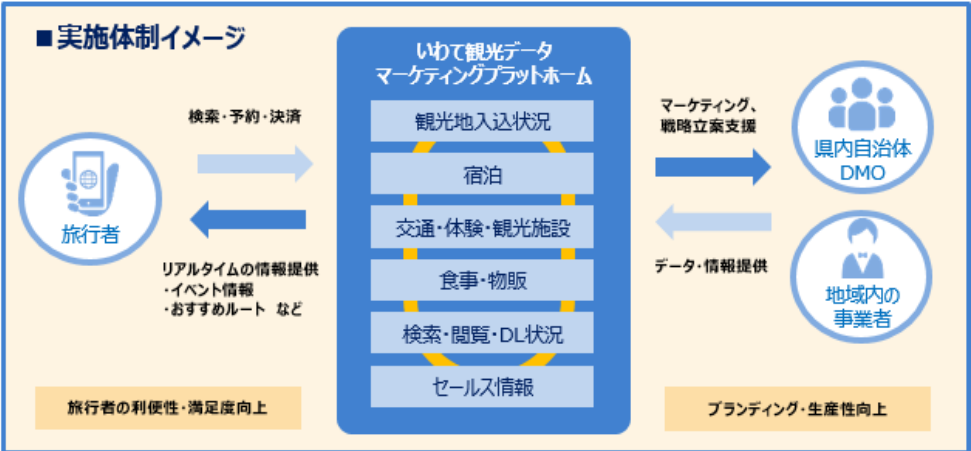 ■実施体制イメージ
検索・予約・決済
旅行者
リアルタイムの情報提供
・イベント情報
・おすすめルート など
旅行者の利便性・満足度向上
いわて観光データ
マーケティングプラットホーム
観光地入込状況
宿泊
交通・体験・観光施設
食事・物販
検索・閲覧・DL状況
セールス情報
マーケティング、
戦略立案支援
データ・情報提供
県内自治体
DMO
地域内の
事業者
ブランディング・生産性向上